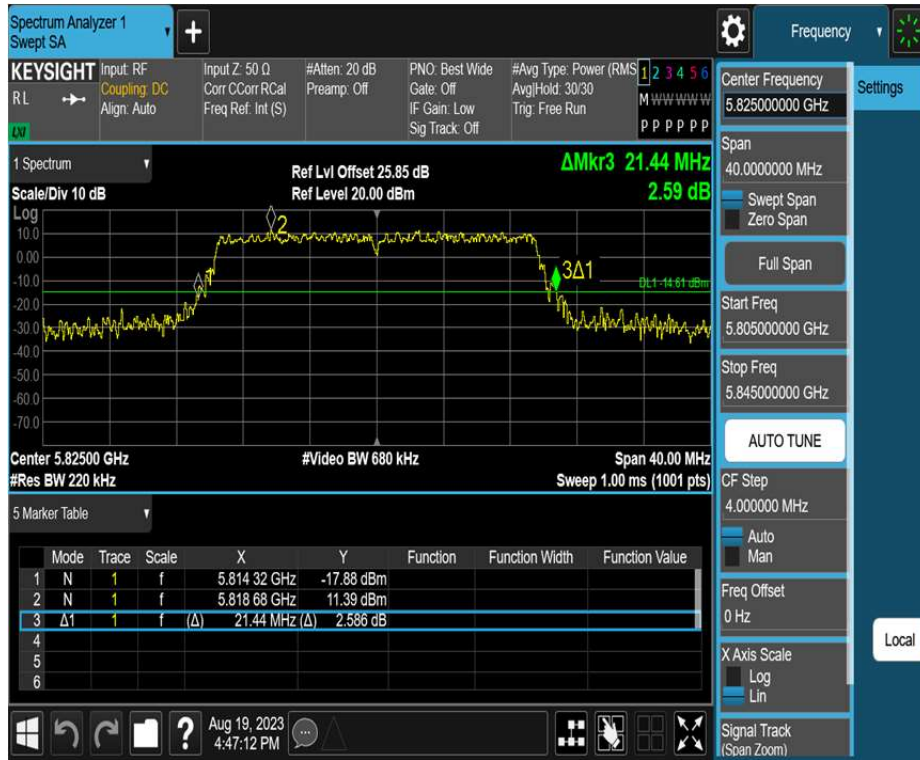 Spectrum Analyzer 1
Swept SA
+
Frequency
KEYSIGHT
RL
LXI
Input: RF
Coupling: DC
Align: Auto
Input Z: 50 Ω
Corr CCorr RCal
Freq Ref: Int (S)
#Atten: 20 dB
Preamp: Off
PNO: Best Wide
Gate: Off
IF Gain: Low
Sig Track: Off
#Avg Type: Power (RMS
Avg|Hold: 30/30
Trig: Free Run
1 2 3 4 5 6
M W W W W W
P P P P P P
1 Spectrum
Scale/Div 10 dB
Ref Lvl Offset 25.85 dB
Ref Level 20.00 dBm
ΔMkr3 21.44 MHz
2.59 dB
Log
10.0
0.00
-10.0
-20.0
-30.0
-40.0
-50.0
-60.0
-70.0
2
3Δ1
DL1 -14.61 dBm
Center 5.82500 GHz
#Video BW 680 kHz
Span 40.00 MHz
#Res BW 220 kHz
Sweep 1.00 ms (1001 pts)
5 Marker Table
Mode Trace Scale X Y Function Function Width Function Value
1 N 1 f 5.814 32 GHz -17.88 dBm
2 N 1 f 5.818 68 GHz 11.39 dBm
3 Δ1 1 f (Δ) 21.44 MHz (Δ) 2.586 dB
4
5
6
?
Aug 19, 2023
4:47:12 PM
Center Frequency
5.825000000 GHz
Settings
Span
40.0000000 MHz
Swept Span
Zero Span
Full Span
Start Freq
5.805000000 GHz
Stop Freq
5.845000000 GHz
AUTO TUNE
CF Step
4.000000 MHz
Auto
Man
Freq Offset
0 Hz
Local
X Axis Scale
Log
Lin
Signal Track
(Span Zoom)